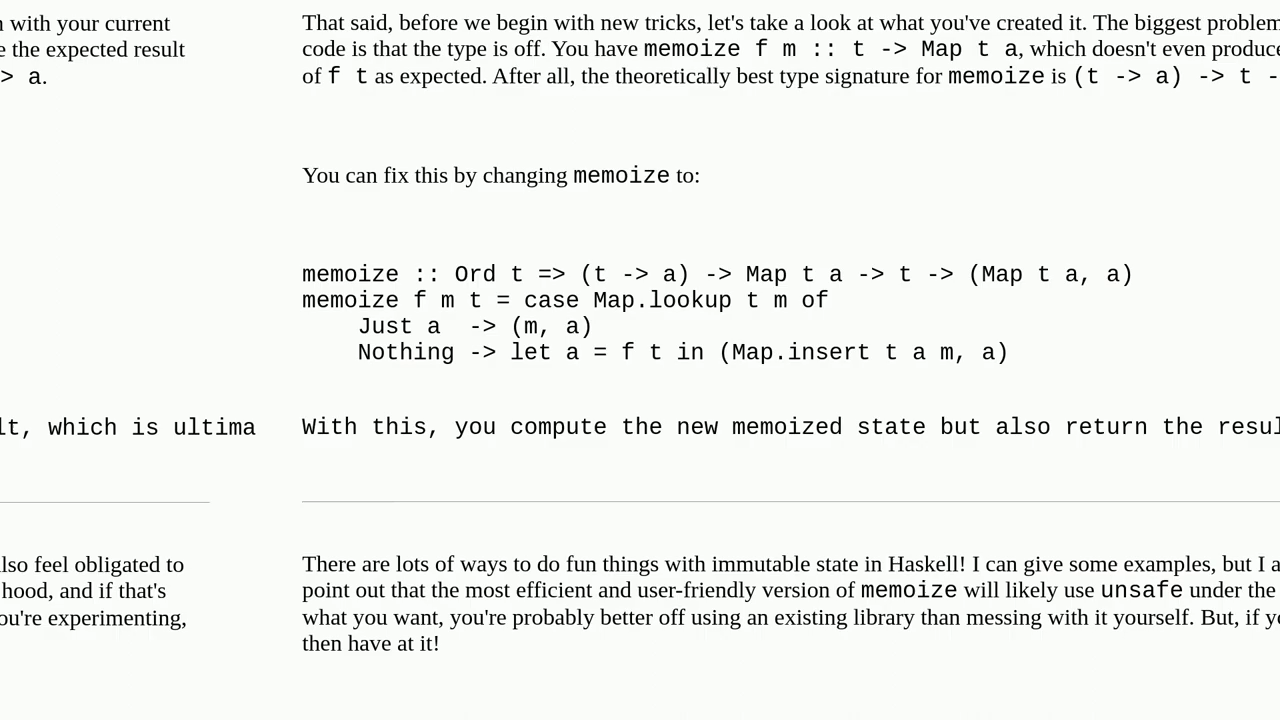 n with your current
e the expected result
> a.
That said, before we begin with new tricks, let's take a look at what you've created it. The biggest problem
code is that the type is off. You have memoize f m :: t -> Map t a, which doesn't even produce
of f t as expected. After all, the theoretically best type signature for memoize is (t -> a) -> t -
You can fix this by changing memoize to:
memoize :: Ord t => (t -> a) -> Map t a -> t -> (Map t a, a)
memoize f m t = case Map.lookup t m of
    Just a  -> (m, a)
    Nothing -> let a = f t in (Map.insert t a m, a)
lt, which is ultima
With this, you compute the new memoized state but also return the resul
lso feel obligated to
hood, and if that's
ou're experimenting,
There are lots of ways to do fun things with immutable state in Haskell! I can give some examples, but I a
point out that the most efficient and user-friendly version of memoize will likely use unsafe under the
what you want, you're probably better off using an existing library than messing with it yourself. But, if yo
then have at it!